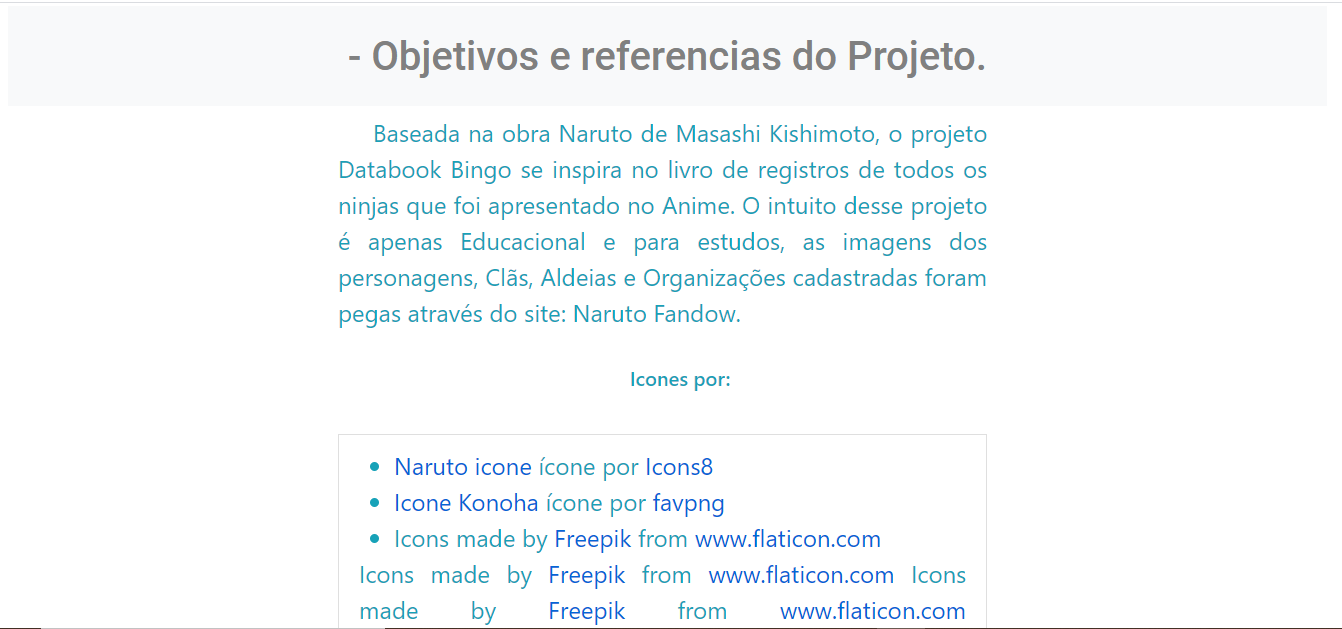 - Objetivos e referencias do Projeto.
Baseada na obra Naruto de Masashi Kishimoto, o projeto
Databook Bingo se inspira no livro de registros de todos os
ninjas que foi apresentado no Anime. O intuito desse projeto
é apenas Educacional e para estudos, as imagens dos
personagens, Clãs, Aldeias e Organizações cadastradas foram
pegas através do site: Naruto Fandow.
Icones por:
• Naruto icone ícone por Icons8
• Icone Konoha ícone por favpng
• Icons made by Freepik from www.flaticon.com
Icons made by Freepik from www.flaticon.com Icons
made by Freepik from www.flaticon.com